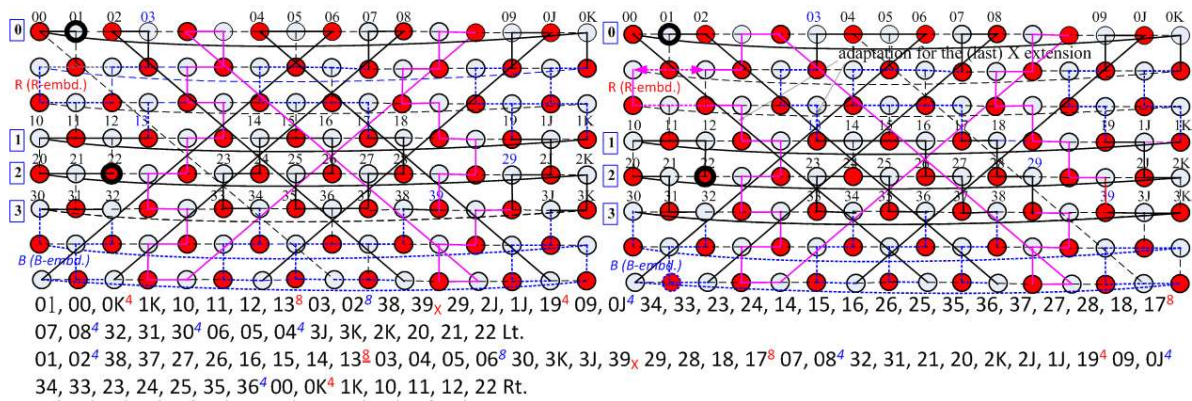 00 01 02 03 04 05 06 07 08 09 0J 0K
0
R (R-embd.)
10 11 12 13 14 15 16 17 18 19 1J 1K
1
20 21 22 23 24 25 26 27 28 29 2J 2K
2
30 31 32 33 34 35 36 37 38 39 3J 3K
3
B (B-embd.)
00 01 02 03 04 05 06 07 08 09 0J 0K
0
adaptation for the (last) X extension
R (R-embd.)
10 11 12 13 14 15 16 17 18 19 1J 1K
1
20 21 22 23 24 25 26 27 28 29 2J 2K
2
30 31 32 33 34 35 36 37 38 39 3J 3K
3
B (B-embd.)
01, 00, 0K⁴ 1K, 10, 11, 12, 13⁸ 03, 02⁸ 38, 39ₓ 29, 2J, 1J, 19⁴ 09, 0J⁴ 34, 33, 23, 24, 14, 15, 16, 26, 25, 35, 36, 37, 27, 28, 18, 17⁸
07, 08⁴ 32, 31, 30⁴ 06, 05, 04⁴ 3J, 3K, 2K, 20, 21, 22 Lt.
01, 02⁴ 38, 37, 27, 26, 16, 15, 14, 13⁸ 03, 04, 05, 06⁸ 30, 3K, 3J, 39ₓ 29, 28, 18, 17⁸ 07, 08⁴ 32, 31, 21, 20, 2K, 2J, 1J, 19⁴ 09, 0J⁴
34, 33, 23, 24, 25, 35, 36⁴ 00, 0K⁴ 1K, 10, 11, 12, 22 Rt.